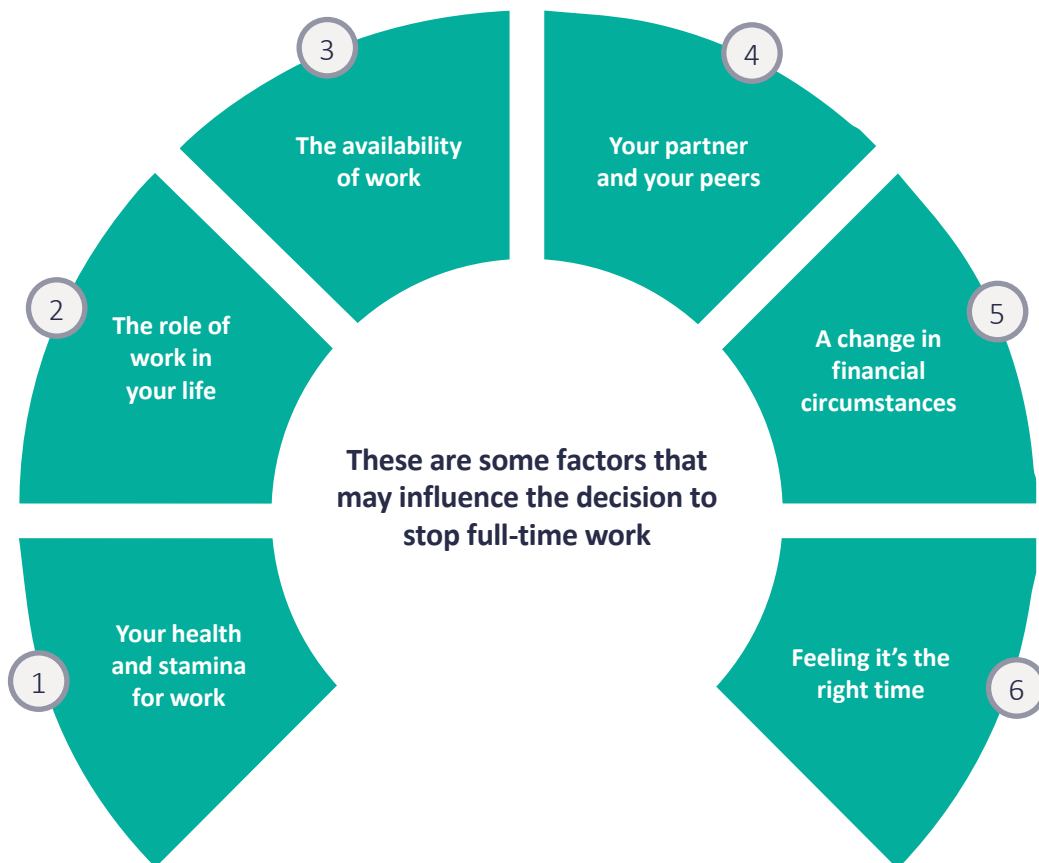 1
Your health
and stamina
for work
2
The role of
work in
your life
3
The availability
of work
4
Your partner
and your peers
5
A change in
financial
circumstances
6
Feeling it’s the
right time
These are some factors that
may influence the decision to
stop full-time work